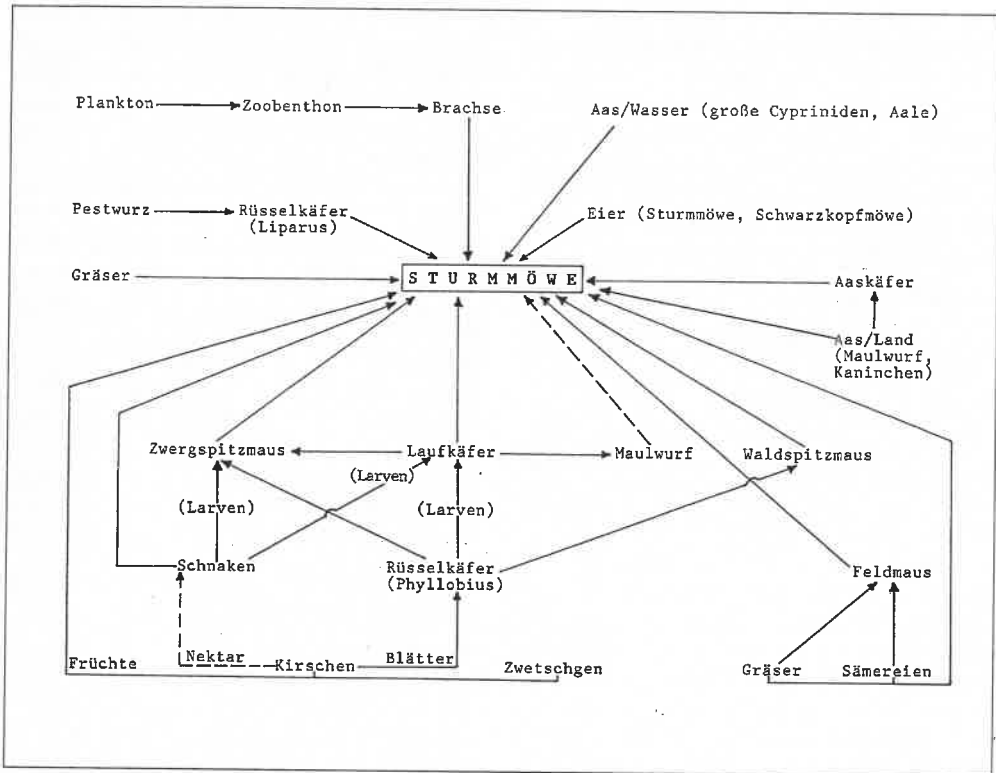 Plankton Zoobenthon Brachse Aas/Wasser (große Cypriniden, Aale)
Pestwurz Rüsselkäfer (Liparus) Eier (Sturmmöwe, Schwarzkopfmöwe)
Gräser STURMMÖWE Aaskäfer
Aas/Land
(Maulwurf,
Kaninchen)
Zwergspitzmaus Laufkäfer Maulwurf Waldspitzmaus
(Larven)
(Larven) (Larven)
Schnaken Rüsselkäfer Feldmaus
(Phyllobius)
Früchte Nektar Kirschen Blätter Zwetschgen Gräser Sämereien